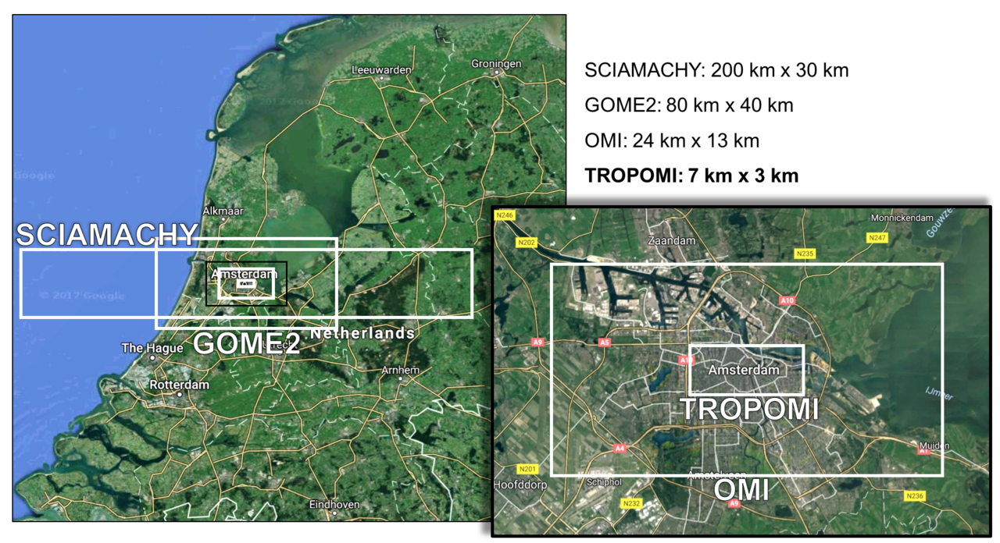 SCIAMACHY: 200 km x 30 km
GOME2: 80 km x 40 km
OMI: 24 km x 13 km
TROPOMI: 7 km x 3 km
Leeuwarden
Groningen
2017 Google
Google
Alkmaar
SCIAMACHY
Amsterdam
© 2017 Google
Netherlands
The Hague
GOME2
Arnhem
Rotterdam
Eindhoven
N246
Monnickendam
N202
Zaandam
N247
N235
A10
A9
A5
Amsterdam
IJmeer
TROPOMI
A4
A1
Muiden
N201
Hoofddorp
Schiphol
Amstelveen
OMI
N232
A9
N236